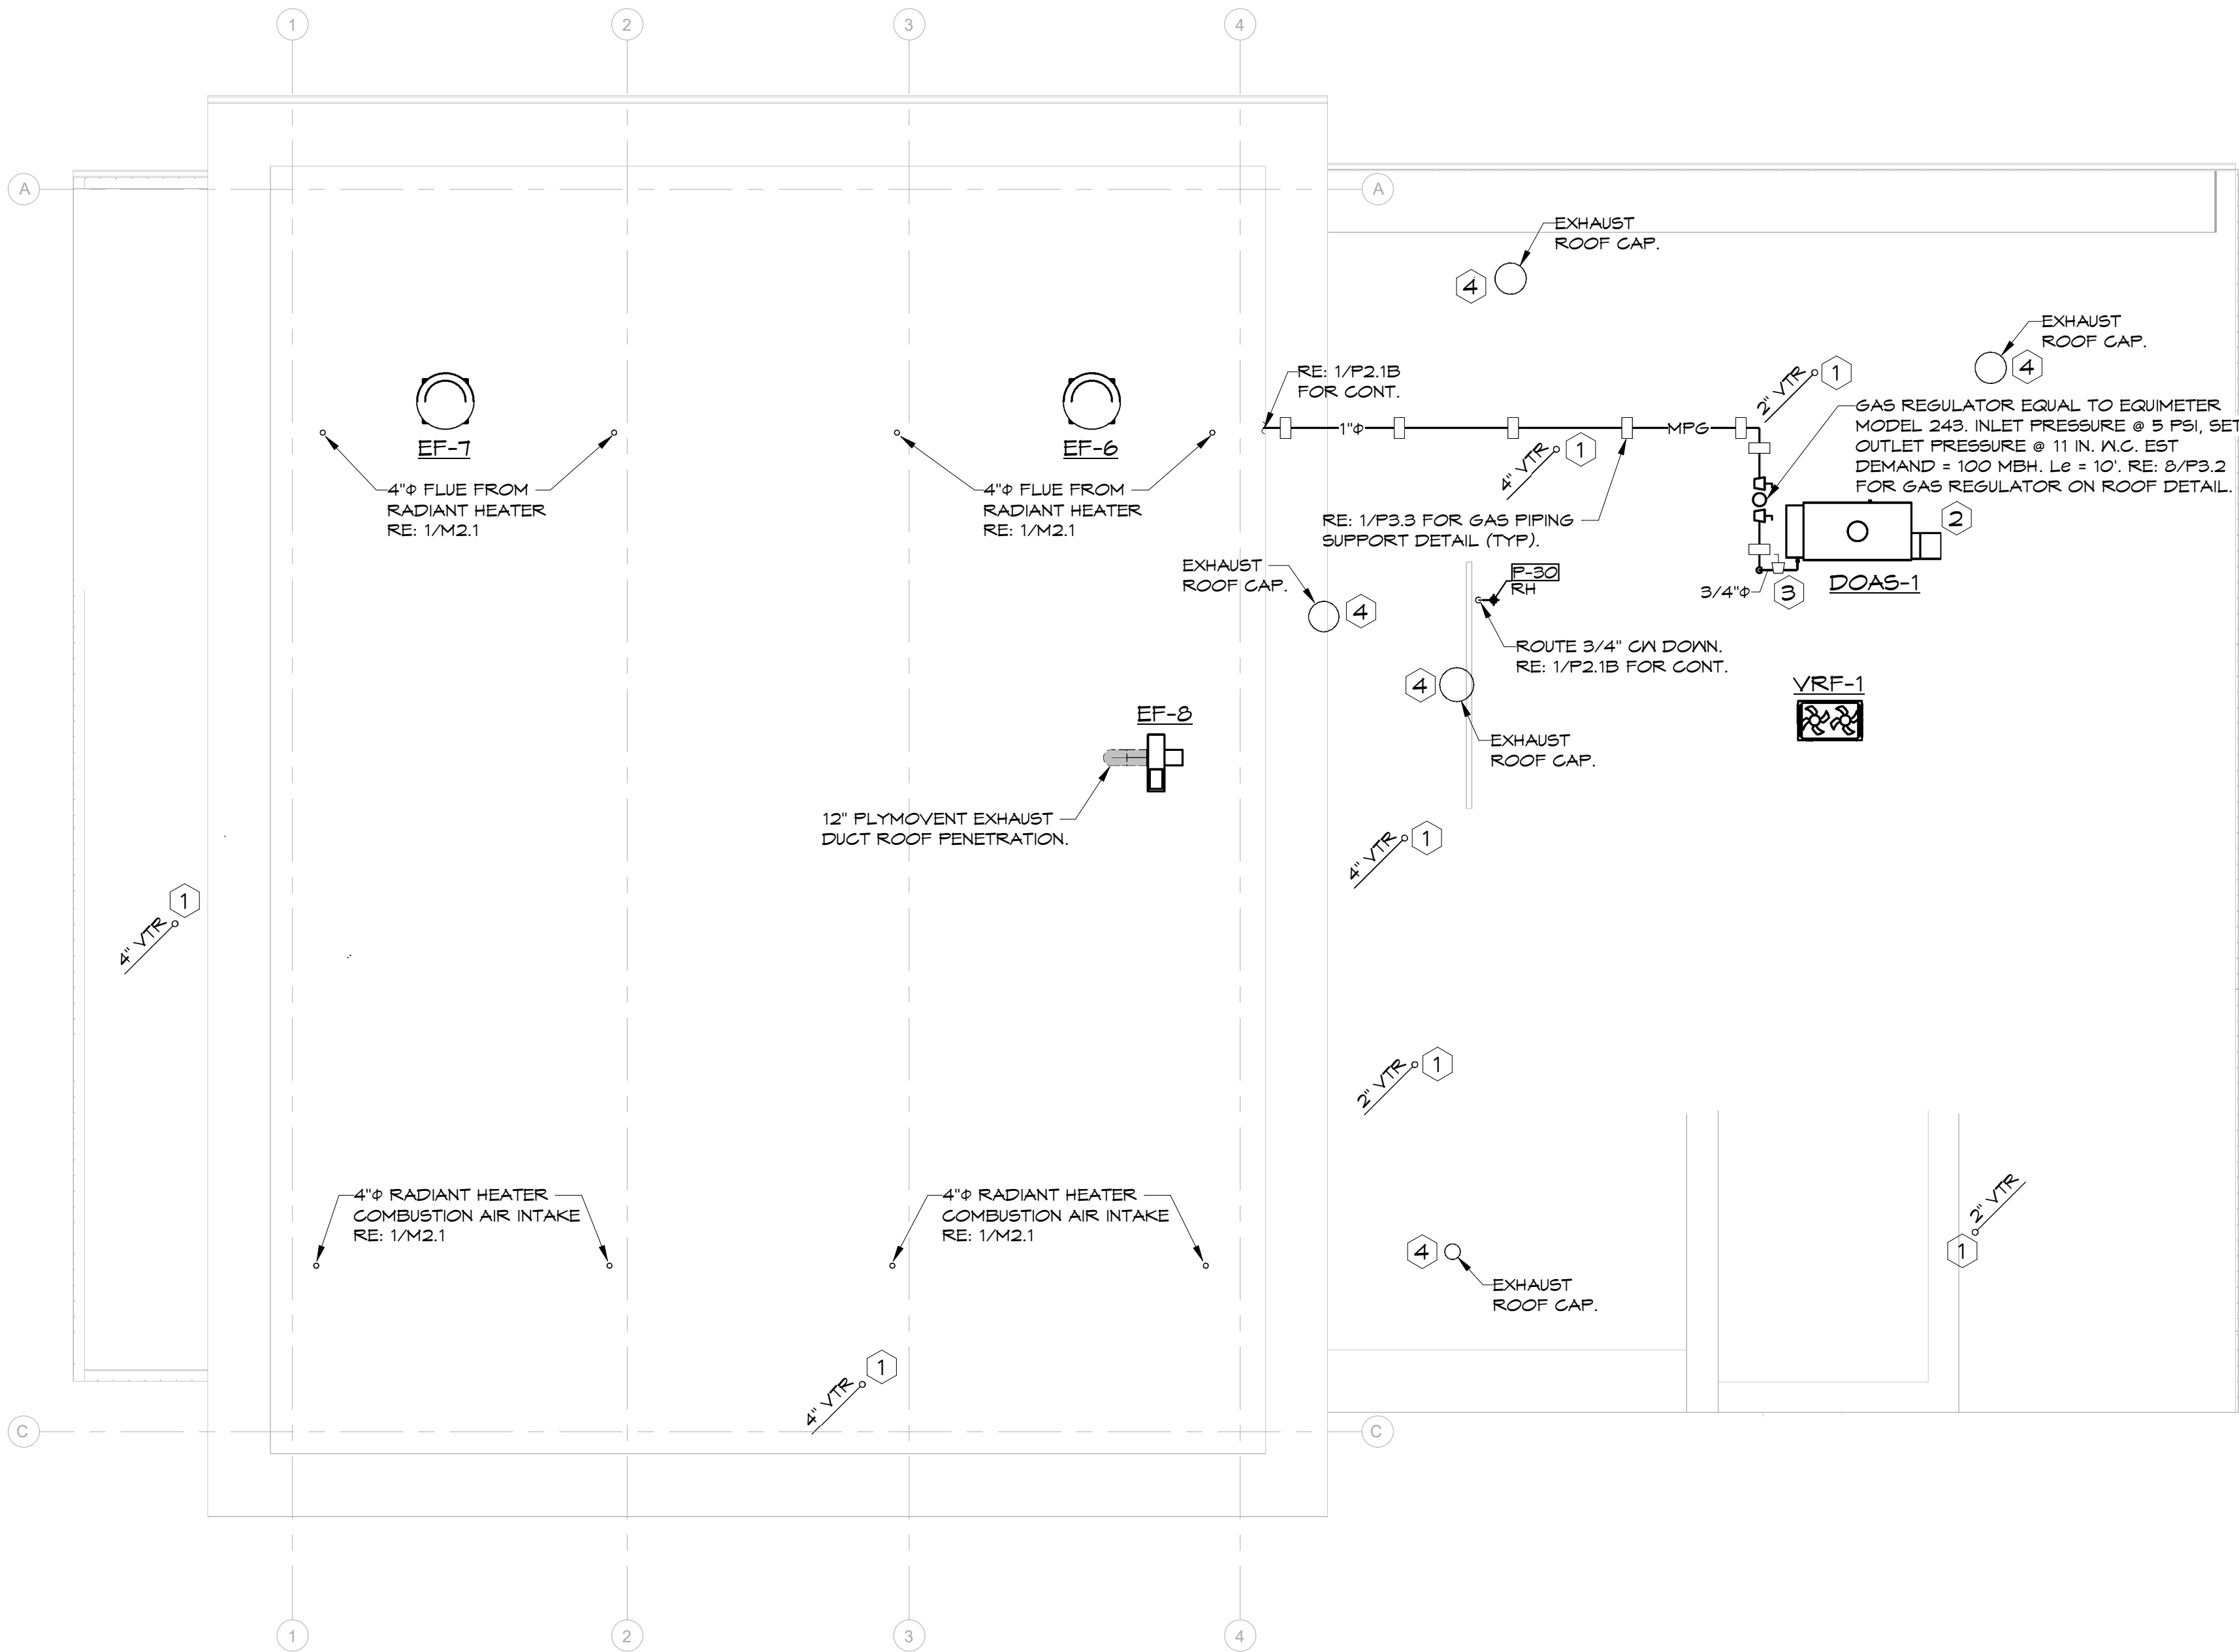 1
2
3
4
A
A
EXHAUST
ROOF CAP.
4
EXHAUST
ROOF CAP.
4
RE: 1/P2.1B
FOR CONT.
1"Φ
MPG
2" VTR
1
4" VTR
1
GAS REGULATOR EQUAL TO EQUIMETER
MODEL 243. INLET PRESSURE @ 5 PSI, SET
OUTLET PRESSURE @ 11 IN. W.C. EST
DEMAND = 100 MBH. Le = 10'. RE: 8/P3.2
FOR GAS REGULATOR ON ROOF DETAIL.
EF-7
EF-6
4"Φ FLUE FROM
RADIANT HEATER
RE: 1/M2.1
4"Φ FLUE FROM
RADIANT HEATER
RE: 1/M2.1
RE: 1/P3.3 FOR GAS PIPING
SUPPORT DETAIL (TYP).
2
DOAS-1
3/4"Φ
3
EXHAUST
ROOF CAP.
4
P-30
RH
ROUTE 3/4" CW DOWN.
RE: 1/P2.1B FOR CONT.
4
EXHAUST
ROOF CAP.
VRF-1
EF-8
12" PLYMOVENT EXHAUST
DUCT ROOF PENETRATION.
4" VTR
1
4" VTR
1
2" VTR
1
4"Φ RADIANT HEATER
COMBUSTION AIR INTAKE
RE: 1/M2.1
4"Φ RADIANT HEATER
COMBUSTION AIR INTAKE
RE: 1/M2.1
2" VTR
1
4
EXHAUST
ROOF CAP.
4" VTR
1
C
C
1
2
3
4